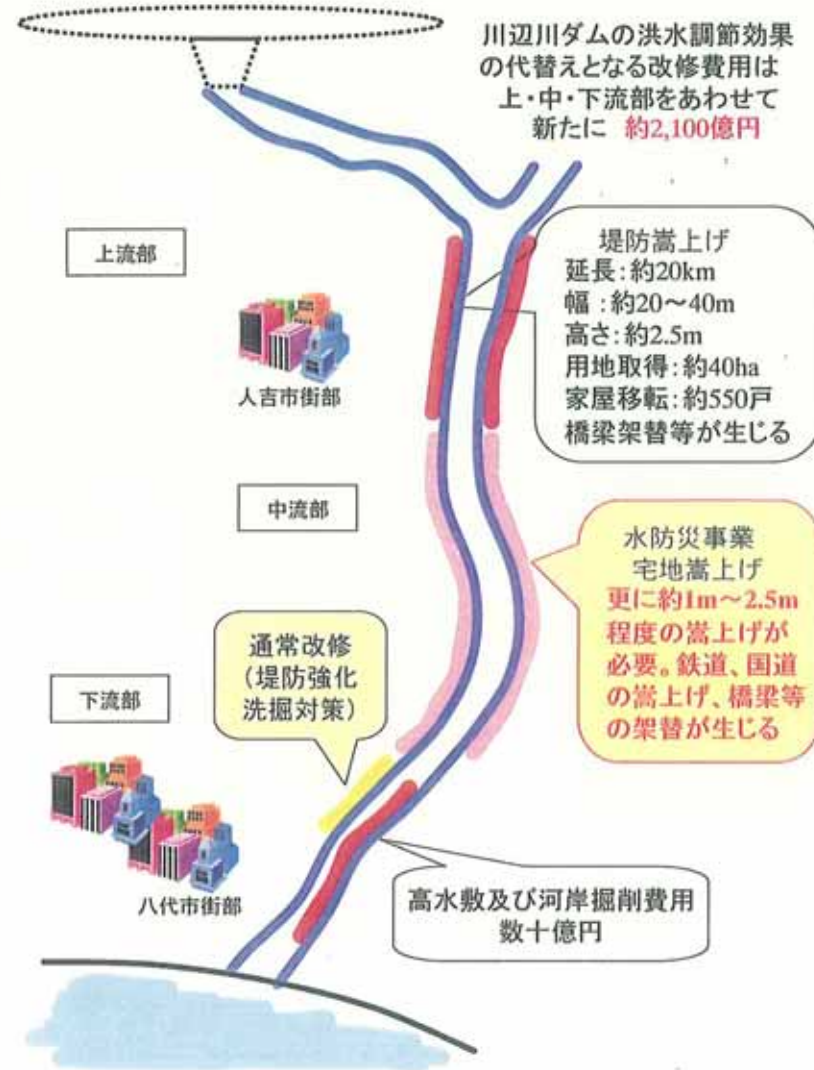 川辺川ダムの洪水調節効果
の代替えとなる改修費用は
上・中・下流部をあわせて
新たに 約2,100億円
上流部
堤防嵩上げ
延長:約20km
幅 :約20～40m
高さ:約2.5m
用地取得:約40ha
家屋移転:約550戸
橋梁架替等が生じる
人吉市街部
中流部
水防災事業
宅地嵩上げ
更に約1m～2.5m
程度の嵩上げが
必要。鉄道、国道
の嵩上げ、橋梁等
の架替が生じる
通常改修
(堤防強化
洗掘対策)
下流部
八代市街部
高水敷及び河岸掘削費用
数十億円